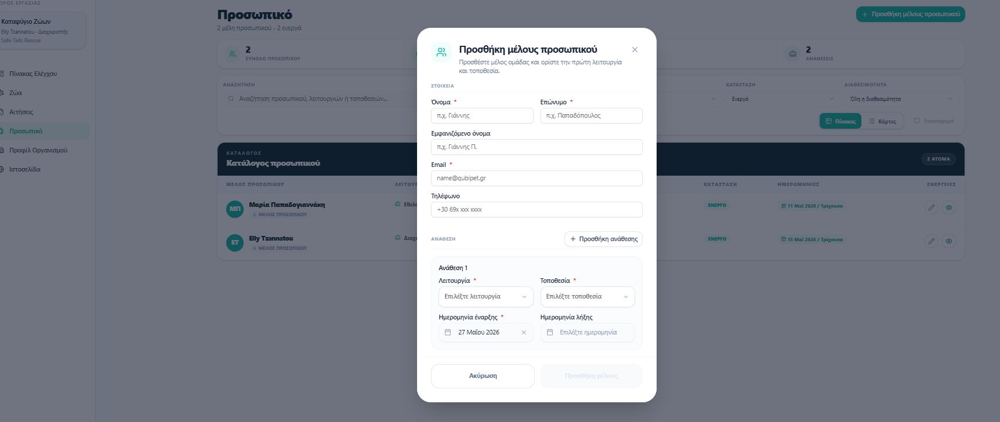 ΩΡΟΣ ΕΡΓΑΣΙΑΣ
Καταφύγιο Ζώων
Elly Tzannatou · Διαχειριστής
Safe Tails Rescue
Πίνακας Ελέγχου
Ζώα
Αιτήσεις
Προσωπικό
Προφίλ Οργανισμού
Ιστοσελίδα
Προσωπικό
2 μέλη προσωπικού - 2 ενεργά
+ Προσθήκη μέλους προσωπικού
2
ΣΥΝΟΛΟ ΠΡΟΣΩΠΙΚΟΥ
2
ΑΝΑΘΕΣΕΙΣ
ΑΝΑΖΗΤΗΣΗ
Αναζήτηση προσωπικού, λειτουργιών ή τοποθεσιών...
ΚΑΤΑΣΤΑΣΗ
Ενεργό
ΔΙΑΘΕΣΙΜΟΤΗΤΑ
Όλη η διαθεσιμότητα
Πίνακας
Κάρτες
Επαναφορά
ΚΑΤΑΛΟΓΟΣ
Κατάλογος προσωπικού
2 ΑΤΟΜΑ
ΜΕΛΟΣ ΠΡΟΣΩΠΙΚΟΥ
ΛΕΙΤΟΥΡ
ΚΑΤΑΣΤΑΣΗ
ΗΜΕΡΟΜΗΝΙΕΣ
ΕΝΕΡΓΕΙΕΣ
ΜΠ
Μαρία Παπαδογιαννάκη
ΜΕΛΟΣ ΠΡΟΣΩΠΙΚΟΥ
Εθελο
ΕΝΕΡΓΟ
11 Μαΐ 2020 / Τρέχουσα
ET
Elly Tzannatou
ΜΕΛΟΣ ΠΡΟΣΩΠΙΚΟΥ
Διαχε
ΕΝΕΡΓΟ
15 Μαΐ 2026 / Τρέχουσα
Προσθήκη μέλους προσωπικού
Προσθέστε μέλος ομάδας και ορίστε την πρώτη λειτουργία
και τοποθεσία.
ΣΤΟΙΧΕΙΑ
Όνομα *
Επώνυμο *
π.χ. Γιάννης
π.χ. Παπαδόπουλος
Εμφανιζόμενο όνομα
π.χ. Γιάννης Π.
Email *
name@qubipet.gr
Τηλέφωνο
+30 69x xxx xxxx
ΑΝΑΘΕΣΗ
+ Προσθήκη ανάθεσης
Ανάθεση 1
Λειτουργία *
Τοποθεσία *
Επιλέξτε λειτουργία
Επιλέξτε τοποθεσία
Ημερομηνία έναρξης *
Ημερομηνία λήξης
27 Μαΐου 2026
Επιλέξτε ημερομηνία
Ακύρωση
Προσθήκη μέλους